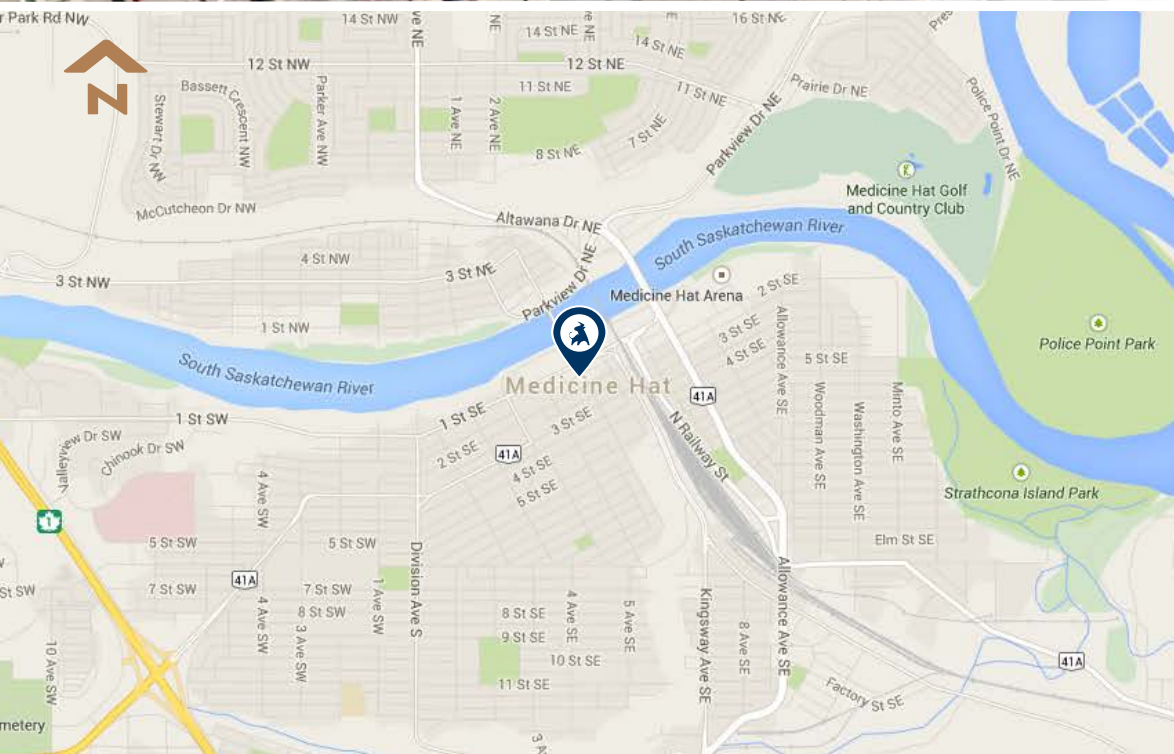 r Park Rd NW
14 St NW
ve NE
NE
14 St NE
ve NE
14 St NE
16 St NE
Pres
N
12 St NW
12 St NE
Bassett Crescent NW
Parker Ave NW
Stewart Dr NW
11 St NE
11 St NE
1 Ave NE
2 Ave NE
8 St NE
7 St NE
Prairie Dr NE
Parkview Dr NE
Police Point Dr NE
McCutcheon Dr NW
Altawana Dr NE
Medicine Hat Golf
and Country Club
South Saskatchewan River
4 St NW
3 St NW
3 St NE
Parkview Dr NE
Medicine Hat Arena
2 St SE
1 St NW
3 St SE
4 St SE
Allowance Ave SE
5 St SE
Police Point Park
South Saskatchewan River
Medicine Hat
41A
Woodman Ave SE
Washington Ave SE
Minto Ave SE
1 St SW
1 St SE
2 St SE
3 St SE
41A
4 St SE
5 St SE
N Railway St
Valleyview Dr SW
Chinook Dr SW
4 Ave SW
Strathcona Island Park
1
5 St SW
5 St SW
Elm St SE
Division Ave S
St SW
7 St SW
41A
7 St SW
8 St SW
1 Ave SW
4 Ave SW
3 Ave SW
10 Ave SW
8 St SE
9 St SE
10 St SE
11 St SE
4 Ave SE
5 Ave SE
Kingsway Ave SE
8 Ave SE
Allowance Ave SE
41A
Factory St SE
metery
3 A